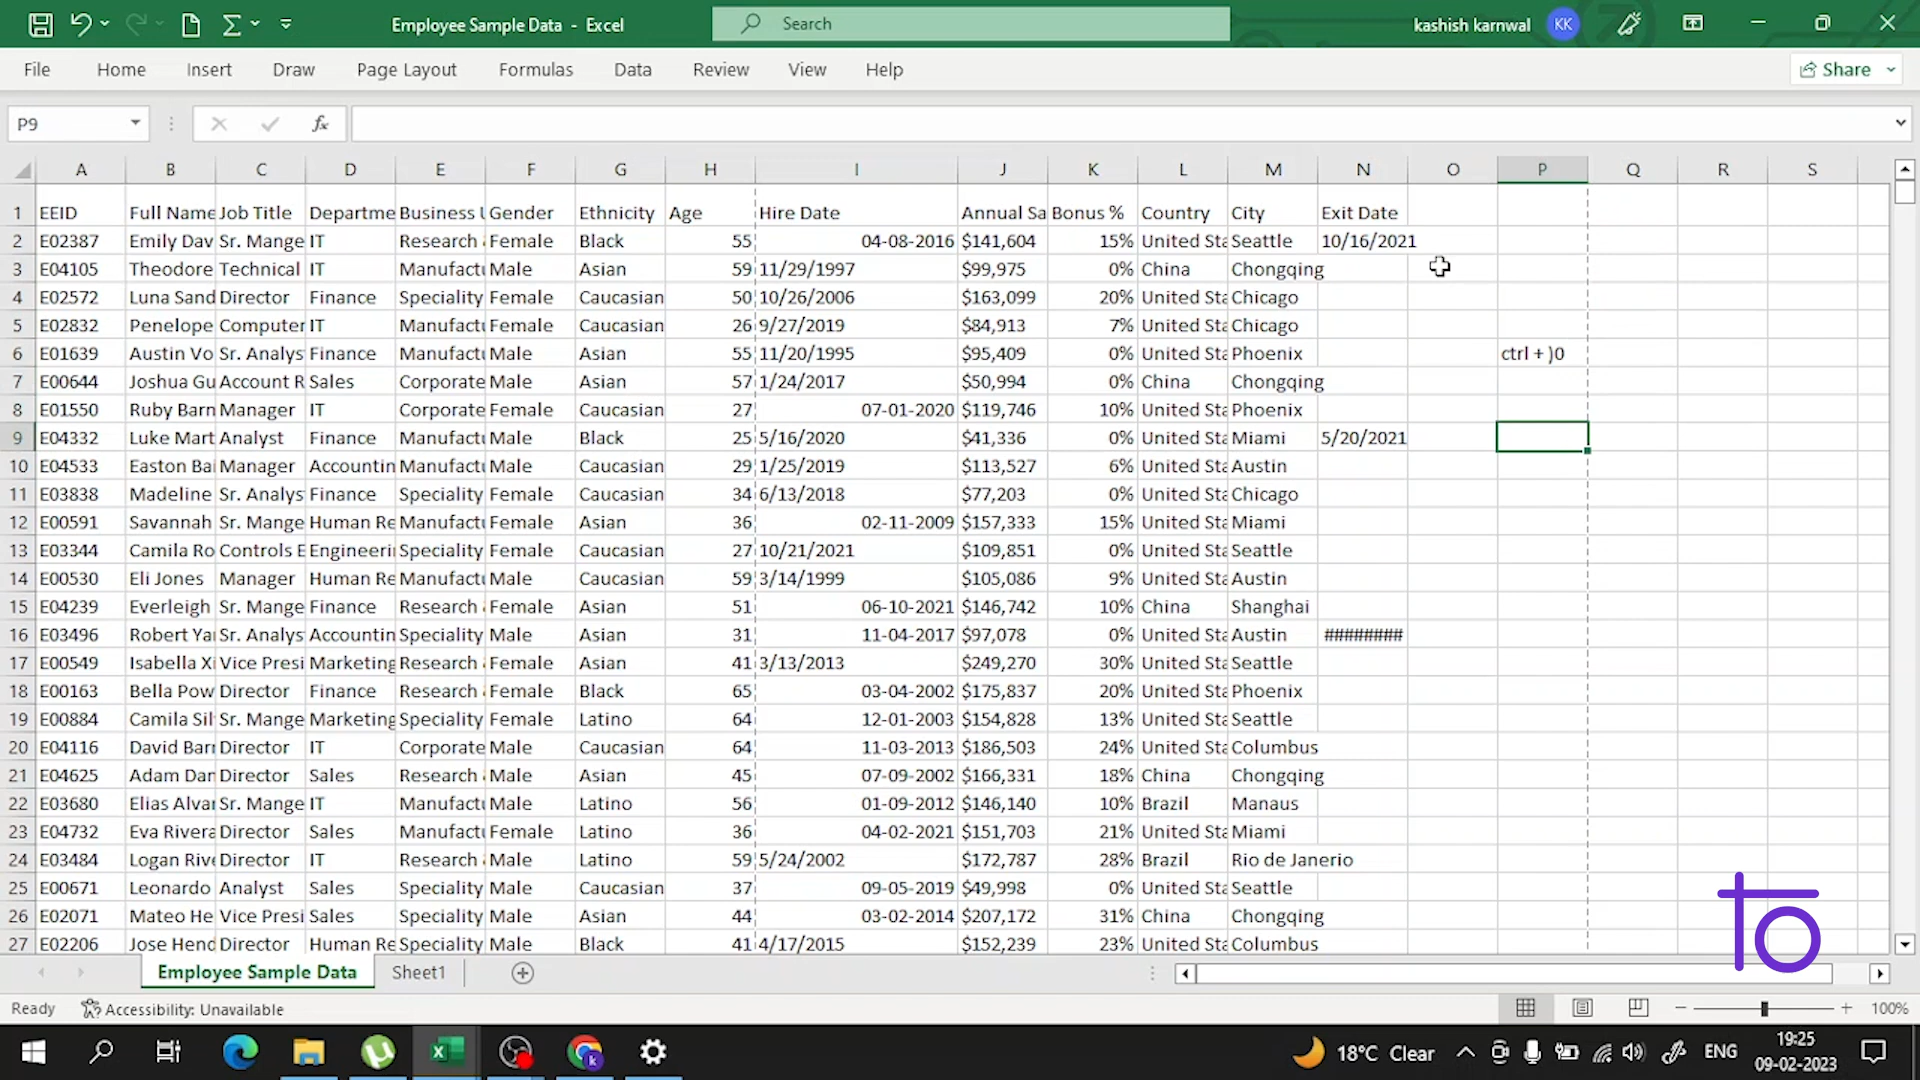 Employee Sample Data - Excel
Search
kashish karnwal KK
File Home Insert Draw Page Layout Formulas Data Review View Help
Share
P9
fx
A B C D E F G H I J K L M N O P Q R S
1 EEID Full Name Job Title Departme Business U Gender Ethnicity Age Hire Date Annual Sa Bonus % Country City Exit Date
2 E02387 Emily Dav Sr. Mange IT Research Female Black 55 04-08-2016 $141,604 15% United Sta Seattle 10/16/2021
3 E04105 Theodore Technical IT Manufactu Male Asian 59 11/29/1997 $99,975 0% China Chongqing
4 E02572 Luna Sand Director Finance Speciality Female Caucasian 50 10/26/2006 $163,099 20% United Sta Chicago
5 E02832 Penelope Computer IT Manufactu Female Caucasian 26 9/27/2019 $84,913 7% United Sta Chicago
6 E01639 Austin Vo Sr. Analys Finance Manufactu Male Asian 55 11/20/1995 $95,409 0% United Sta Phoenix ctrl + )0
7 E00644 Joshua Gu Account R Sales Corporate Male Asian 57 1/24/2017 $50,994 0% China Chongqing
8 E01550 Ruby Barn Manager IT Corporate Female Caucasian 27 07-01-2020 $119,746 10% United Sta Phoenix
9 E04332 Luke Mart Analyst Finance Manufactu Male Black 25 5/16/2020 $41,336 0% United Sta Miami 5/20/2021
10 E04533 Easton Bai Manager Accountin Manufactu Male Caucasian 29 1/25/2019 $113,527 6% United Sta Austin
11 E03838 Madeline Sr. Analys Finance Speciality Female Caucasian 34 6/13/2018 $77,203 0% United Sta Chicago
12 E00591 Savannah Sr. Mange Human Re Manufactu Female Asian 36 02-11-2009 $157,333 15% United Sta Miami
13 E03344 Camila Ro Controls E Engineeri Speciality Female Caucasian 27 10/21/2021 $109,851 0% United Sta Seattle
14 E00530 Eli Jones Manager Human Re Manufactu Male Caucasian 59 3/14/1999 $105,086 9% United Sta Austin
15 E04239 Everleigh Sr. Mange Finance Research Female Asian 51 06-10-2021 $146,742 10% China Shanghai
16 E03496 Robert Yan Sr. Analys Accountin Speciality Male Asian 31 11-04-2017 $97,078 0% United Sta Austin ########
17 E00549 Isabella Xi Vice Presi Marketing Research Female Asian 41 3/13/2013 $249,270 30% United Sta Seattle
18 E00163 Bella Pow Director Finance Research Female Black 65 03-04-2002 $175,837 20% United Sta Phoenix
19 E00884 Camila Sil Sr. Mange Marketing Speciality Female Latino 64 12-01-2003 $154,828 13% United Sta Seattle
20 E04116 David Barn Director IT Corporate Male Caucasian 64 11-03-2013 $186,503 24% United Sta Columbus
21 E04625 Adam Dan Director Sales Research Male Asian 45 07-09-2002 $166,331 18% China Chongqing
22 E03680 Elias Alvar Sr. Mange IT Manufactu Male Latino 56 01-09-2012 $146,140 10% Brazil Manaus
23 E04732 Eva Rivera Director Sales Manufactu Female Latino 36 04-02-2021 $151,703 21% United Sta Miami
24 E03484 Logan Rive Director IT Research Male Latino 59 5/24/2002 $172,787 28% Brazil Rio de Janerio
25 E00671 Leonardo Analyst Sales Speciality Male Caucasian 37 09-05-2019 $49,998 0% United Sta Seattle
26 E02071 Mateo He Vice Presi Sales Speciality Male Asian 44 03-02-2014 $207,172 31% China Chongqing
27 E02206 Jose Hend Director Human Re Speciality Male Black 41 4/17/2015 $152,239 23% United Sta Columbus
to
Employee Sample Data Sheet1
Ready Accessibility: Unavailable 100%
18°C Clear ENG 19:25
09-02-2023